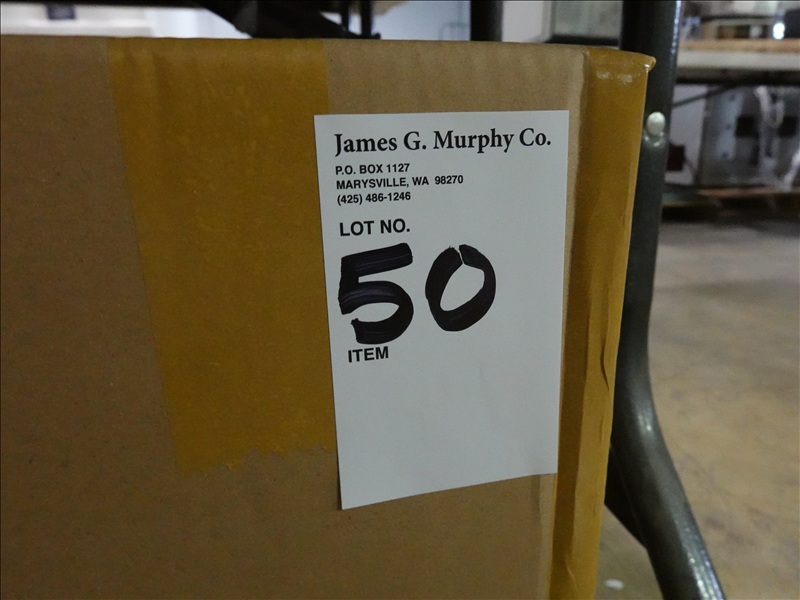 James G. Murphy Co.
P.O. BOX 1127
MARYSVILLE, WA 98270
(425) 486-1246
LOT NO.
50
ITEM